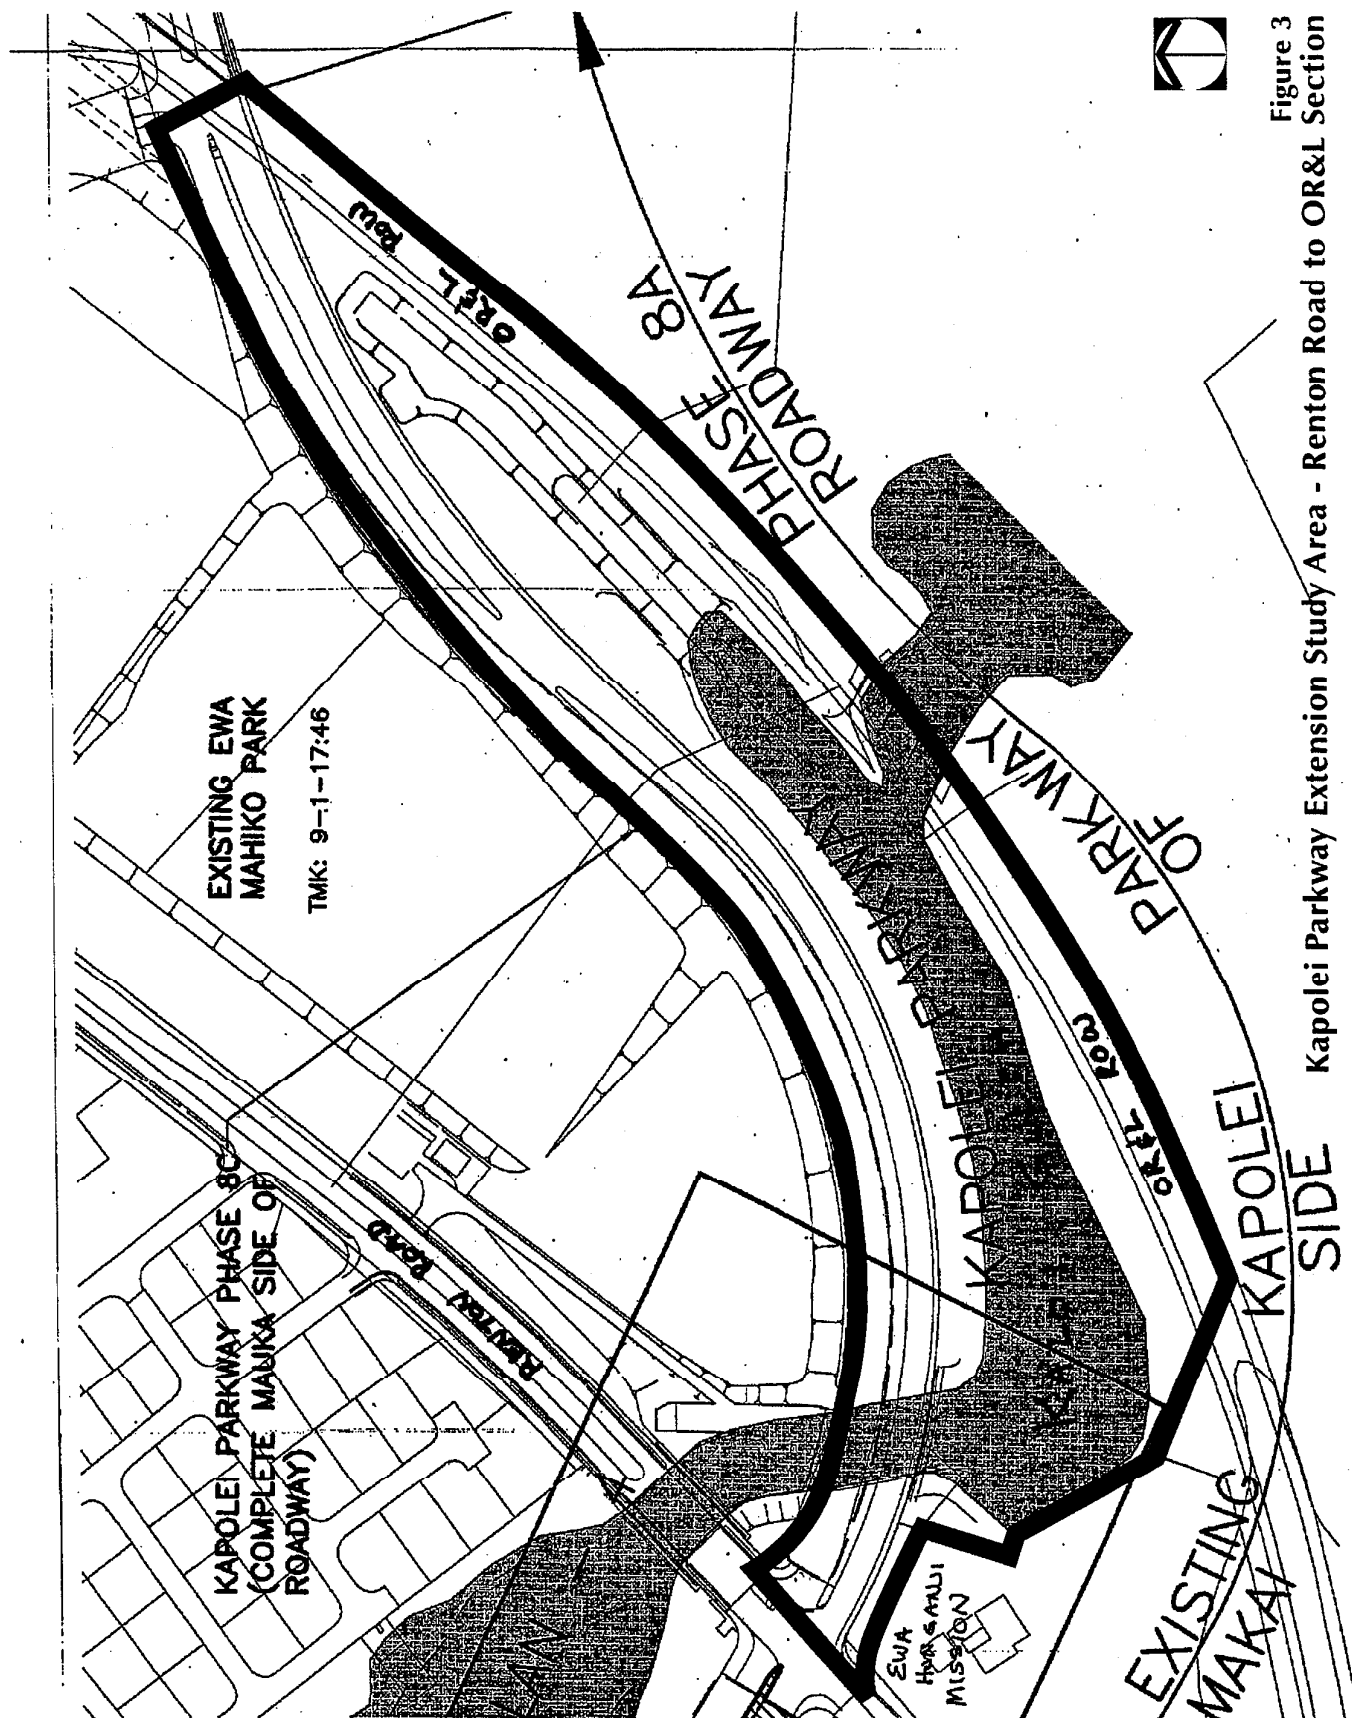 Figure 3
Kapolei Parkway Extension Study Area - Renton Road to OR&L Section
EXISTING EWA
MAHIKO PARK
TMK: 9-1-17:46
KAPOLEI PARKWAY PHASE 8C
(COMPLETE MAUKA SIDE OF
ROADWAY)
RENTON ROAD
OR&L ROW
PHASE 8A
ROADWAY
KAPOLEI PARKWAY
OR&L ROW
EXISTING KAPOLEI PARKWAY
MAKAI SIDE OF
EWA
MISSION